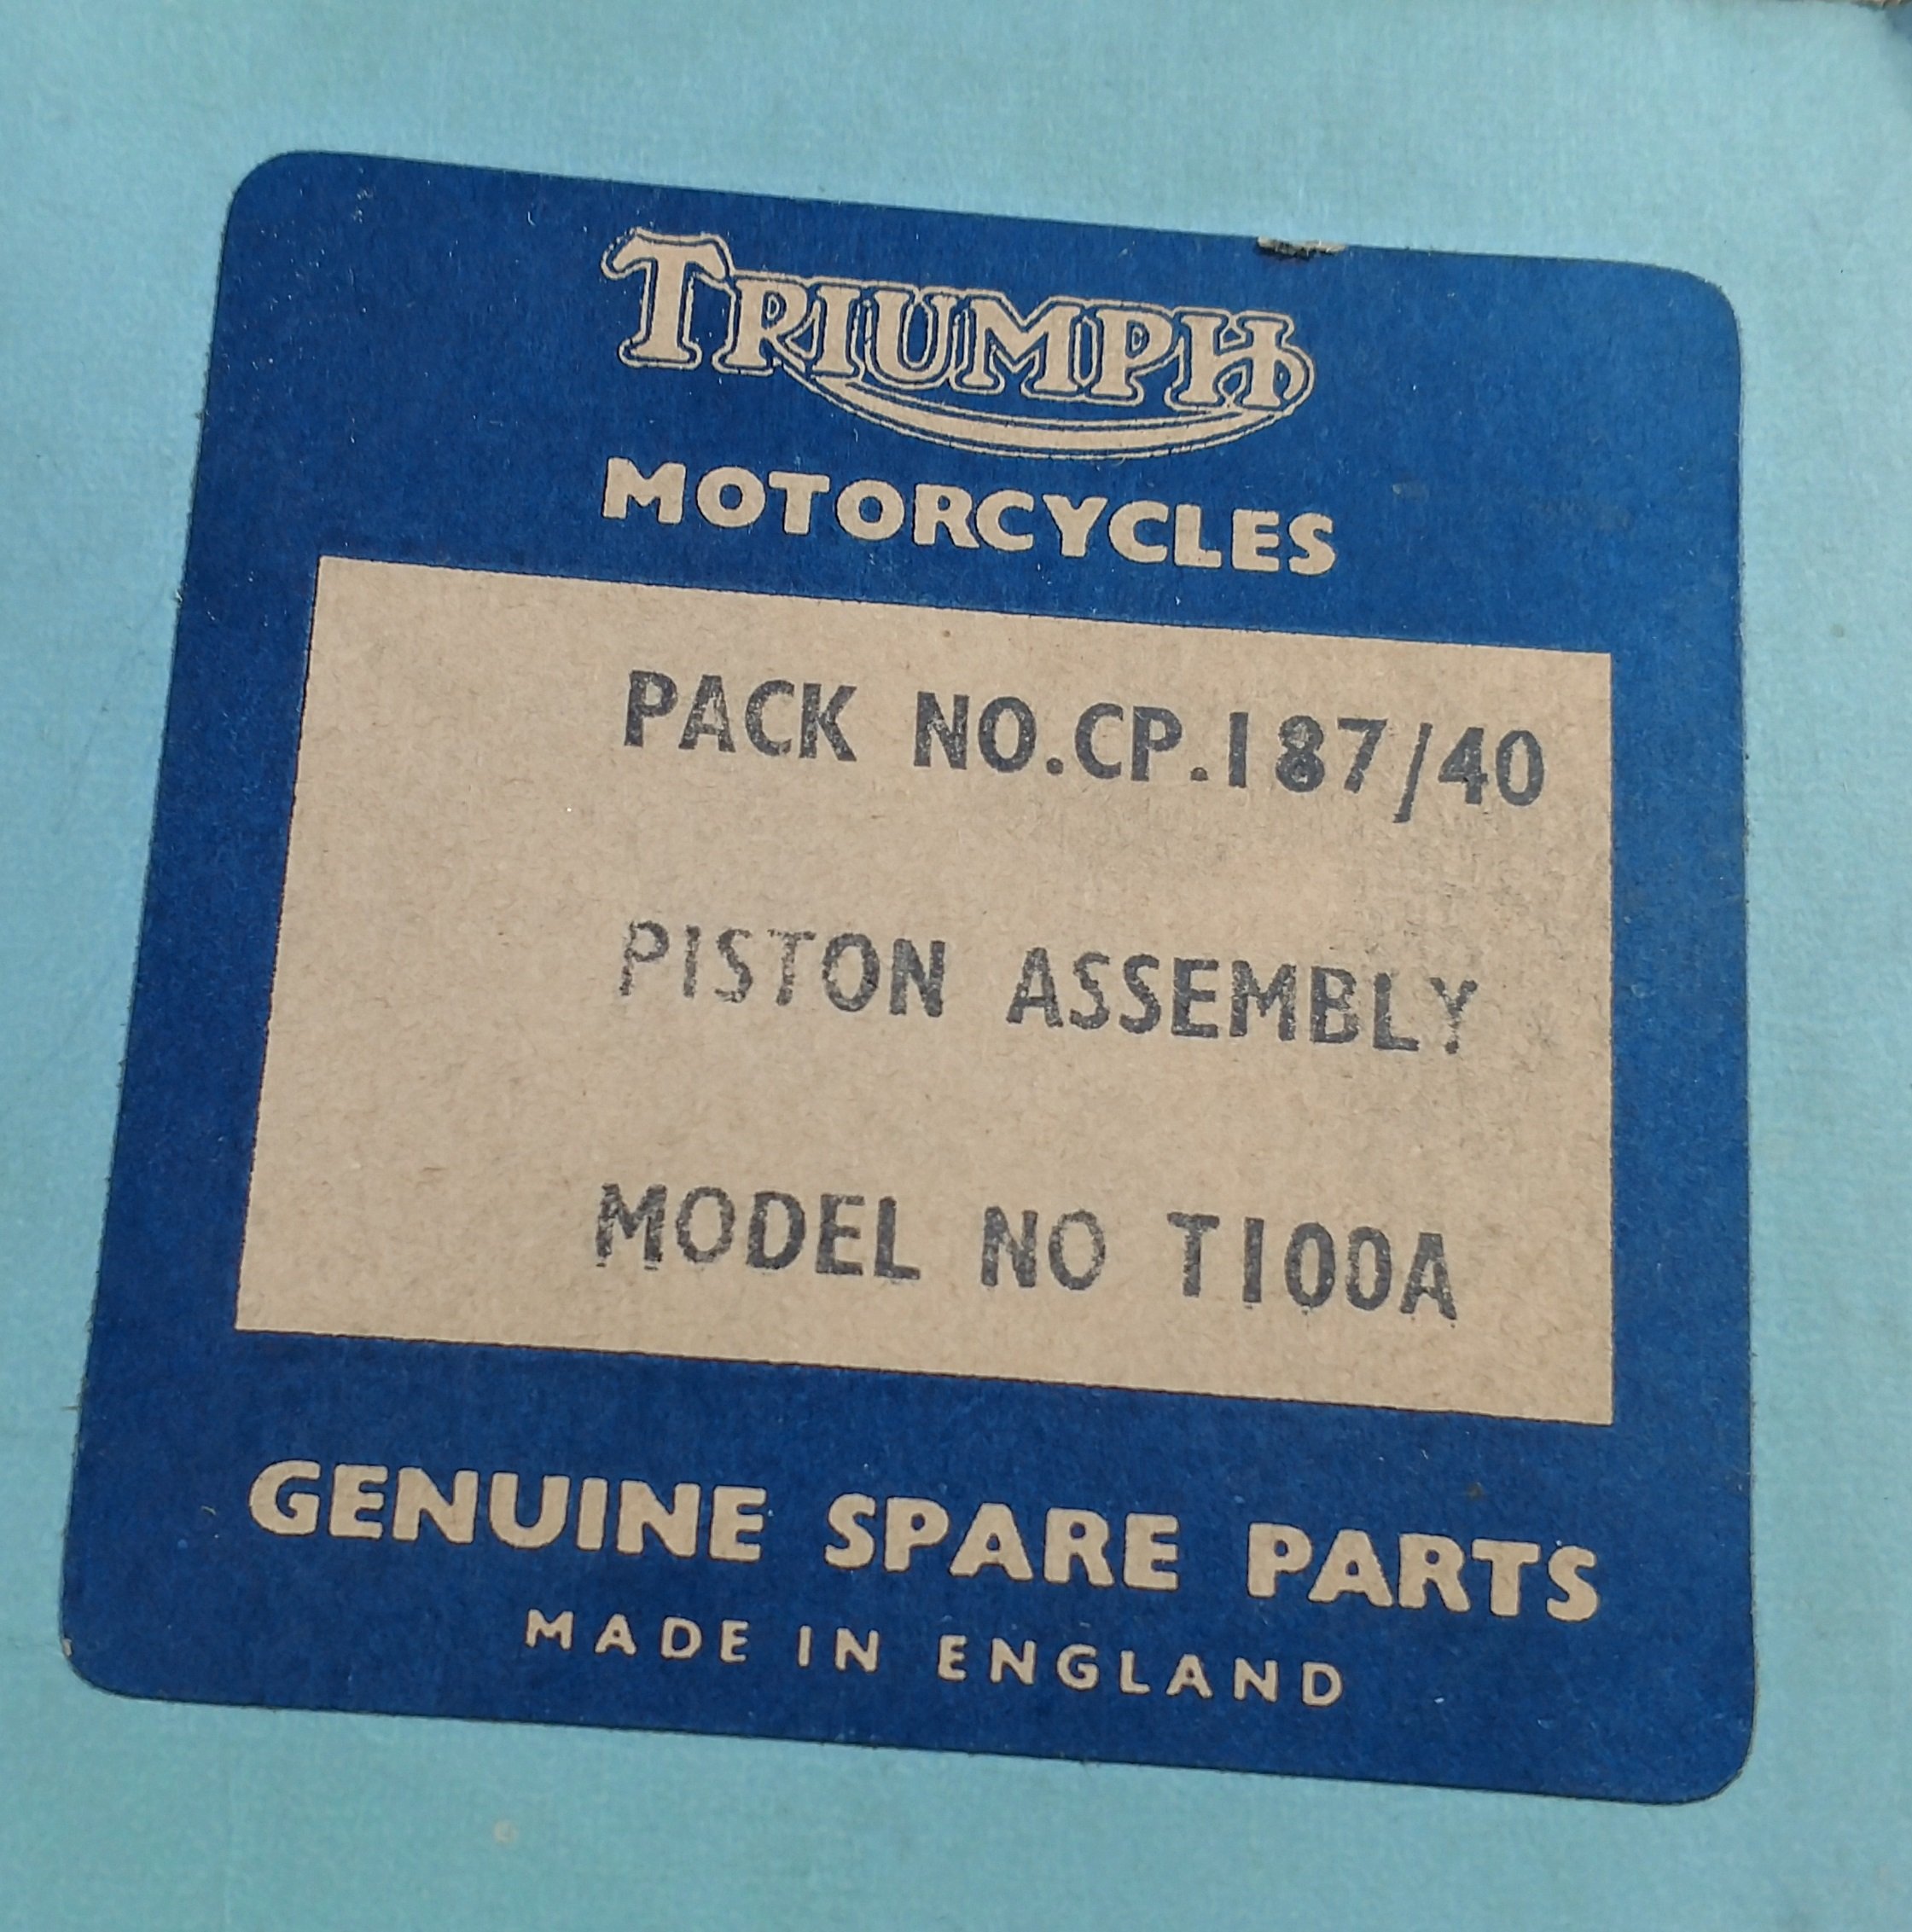 TRIUMPH
MOTORCYCLES
PACK NO.CP.187/40
PISTON ASSEMBLY
MODEL NO T100A
GENUINE SPARE PARTS
MADE IN ENGLAND